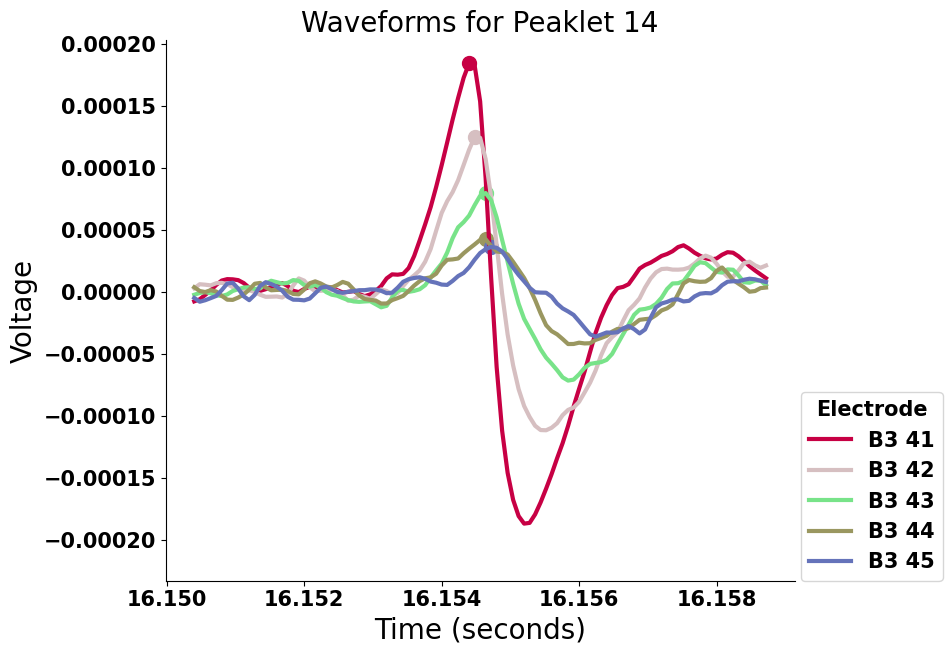 Waveforms for Peaklet 14
0.00020
0.00015
0.00010
0.00005
0.00000
−0.00005
−0.00010
−0.00015
−0.00020
Voltage
16.150 16.152 16.154 16.156 16.158
Time (seconds)
Electrode
B3 41
B3 42
B3 43
B3 44
B3 45